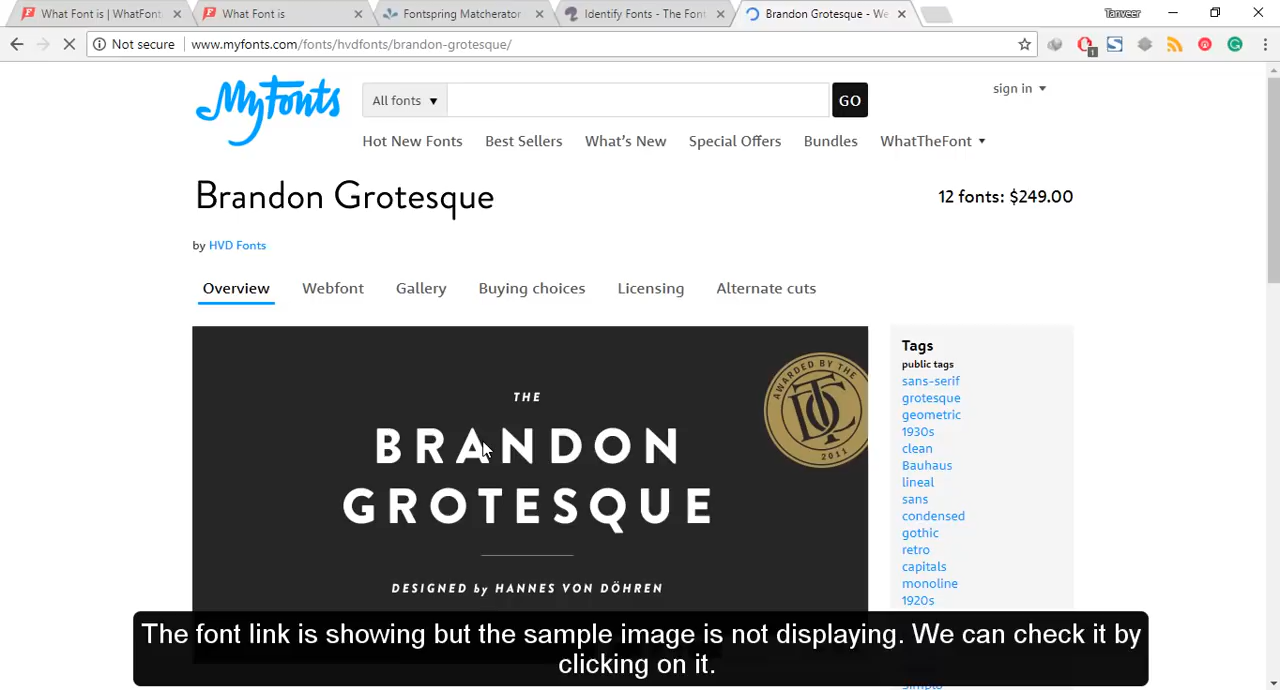 What Font is | WhatFont
What Font is
Fontspring Matcherator
Identify Fonts - The Font
Brandon Grotesque - We
Tanveer
Not secure
www.myfonts.com/fonts/hvdfonts/brandon-grotesque/
1
MyFonts
All fonts
GO
sign in
Hot New Fonts
Best Sellers
What's New
Special Offers
Bundles
WhatTheFont
Brandon Grotesque
12 fonts: $249.00
by HVD Fonts
Overview
Webfont
Gallery
Buying choices
Licensing
Alternate cuts
THE
BRANDON
GROTESQUE
DESIGNED by HANNES VON DÖHREN
AWARDED BY THE
TDC
2011
Tags
public tags
sans-serif
grotesque
geometric
1930s
clean
Bauhaus
lineal
sans
condensed
gothic
retro
capitals
monoline
1920s
The font link is showing but the sample image is not displaying. We can check it by
clicking on it.